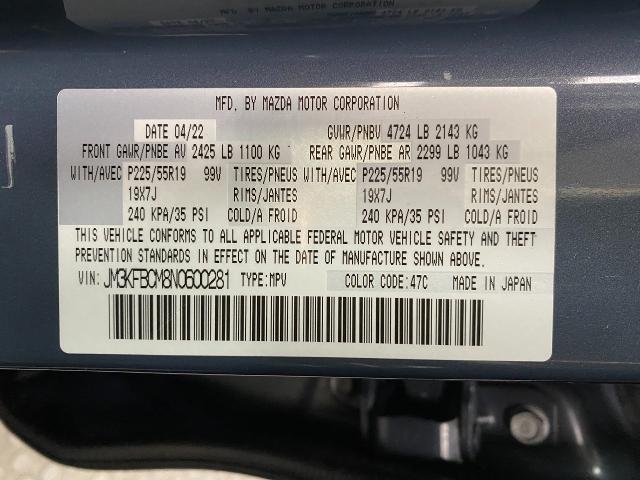 MFD. BY MAZDA MOTOR CORPORATION
MFD. BY MAZDA MOTOR CORPORATION
DATE 04/22 GVWR/PNBV 4724 LB 2143 KG
FRONT GAWR/PNBE AV 2425 LB 1100 KG REAR GAWR/PNBE AR 2299 LB 1043 KG
WITH/AVEC P225/55R19 99V TIRES/PNEUS WITH/AVEC P225/55R19 99V TIRES/PNEUS
19X7J RIMS/JANTES 19X7J RIMS/JANTES
240 KPA/35 PSI COLD/A FROID 240 KPA/35 PSI COLD/A FROID
THIS VEHICLE CONFORMS TO ALL APPLICABLE FEDERAL MOTOR VEHICLE SAFETY AND THEFT
PREVENTION STANDARDS IN EFFECT ON THE DATE OF MANUFACTURE SHOWN ABOVE.
VIN: JM3KFBCM8N0600281 TYPE:MPV COLOR CODE:47C MADE IN JAPAN